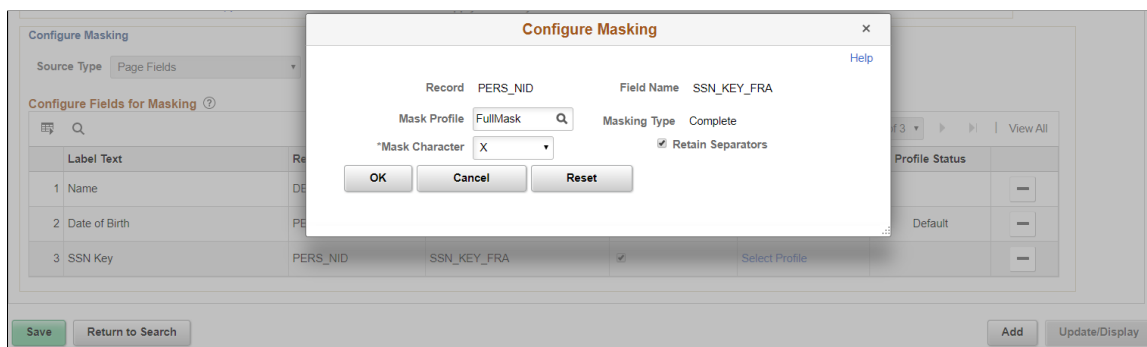 Configure Masking
Source Type Page Fields
Configure Fields for Masking
Label Text
Profile Status
View All
1 Name
2 Date of Birth Default
3 SSN Key PERS_NID SSN_KEY_FRA Select Profile
Configure Masking ×
Help
Record PERS_NID Field Name SSN_KEY_FRA
Mask Profile FullMask Masking Type Complete
*Mask Character X Retain Separators
OK Cancel Reset
Save Return to Search Add Update/Display